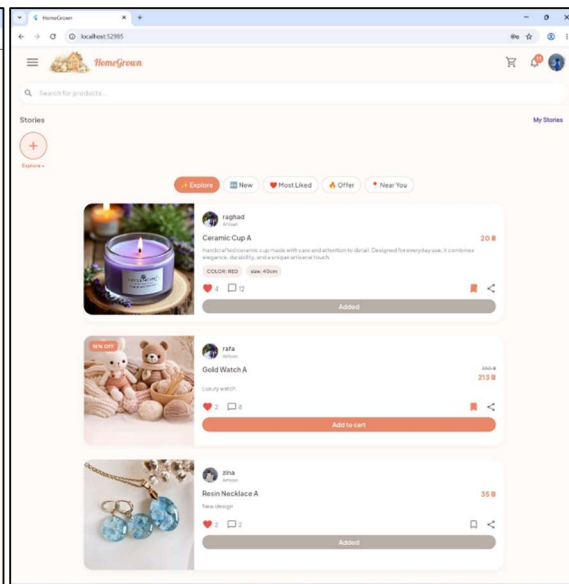 HomeGrown
localhost:52985
HomeGrown
Search for products...
Stories
My Stories
Explore +
Explore
New
Most Liked
Offer
Near You
raghad
Artisan
Ceramic Cup A
20
Handcrafted ceramic cup made with care and attention to detail. Designed for everyday use, it combines
elegance, durability, and a unique artisanal touch.
COLOR: RED
size: 40cm
4
12
Added
rafa
Artisan
Gold Watch A
213
Luxury watch
2
8
Add to cart
zina
Artisan
Resin Necklace A
35
New design
2
2
Added